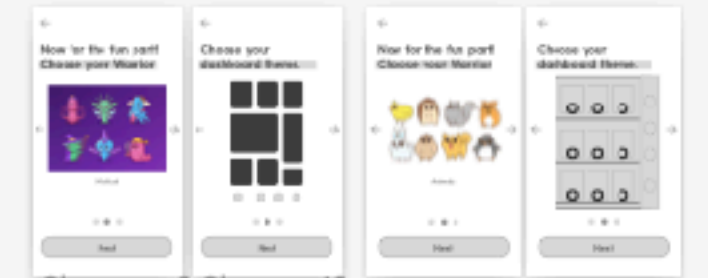 Now for the fun part!
Choose your Warrior
Next
Choose your
dashboard theme.
Next
Now for the fun part!
Choose your Warrior
Animals
Next
Choose your
dashboard theme.
Next